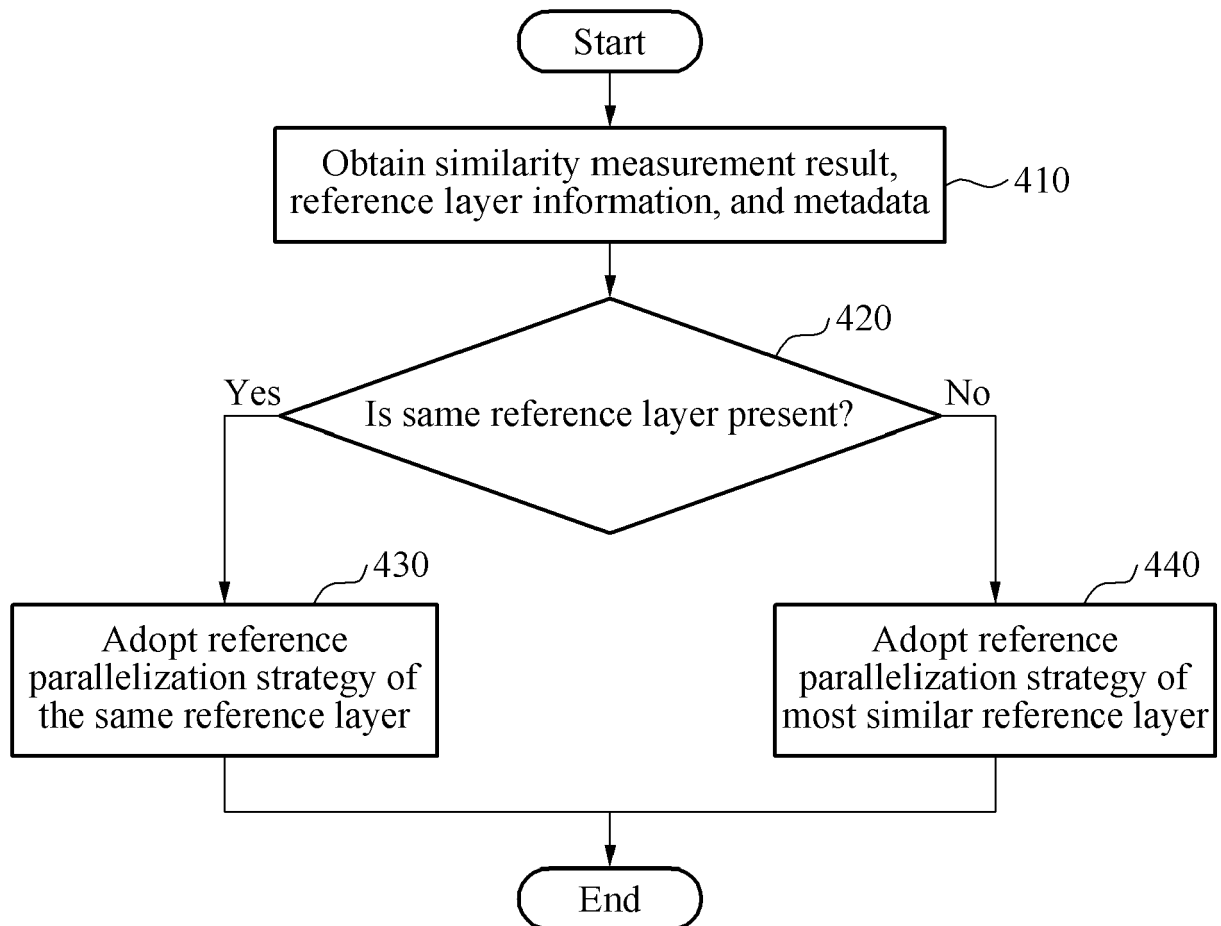 Start
Obtain similarity measurement result,
reference layer information, and metadata
410
420
Yes
Is same reference layer present?
No
430
440
Adopt reference
parallelization strategy of
the same reference layer
Adopt reference
parallelization strategy of
most similar reference layer
End